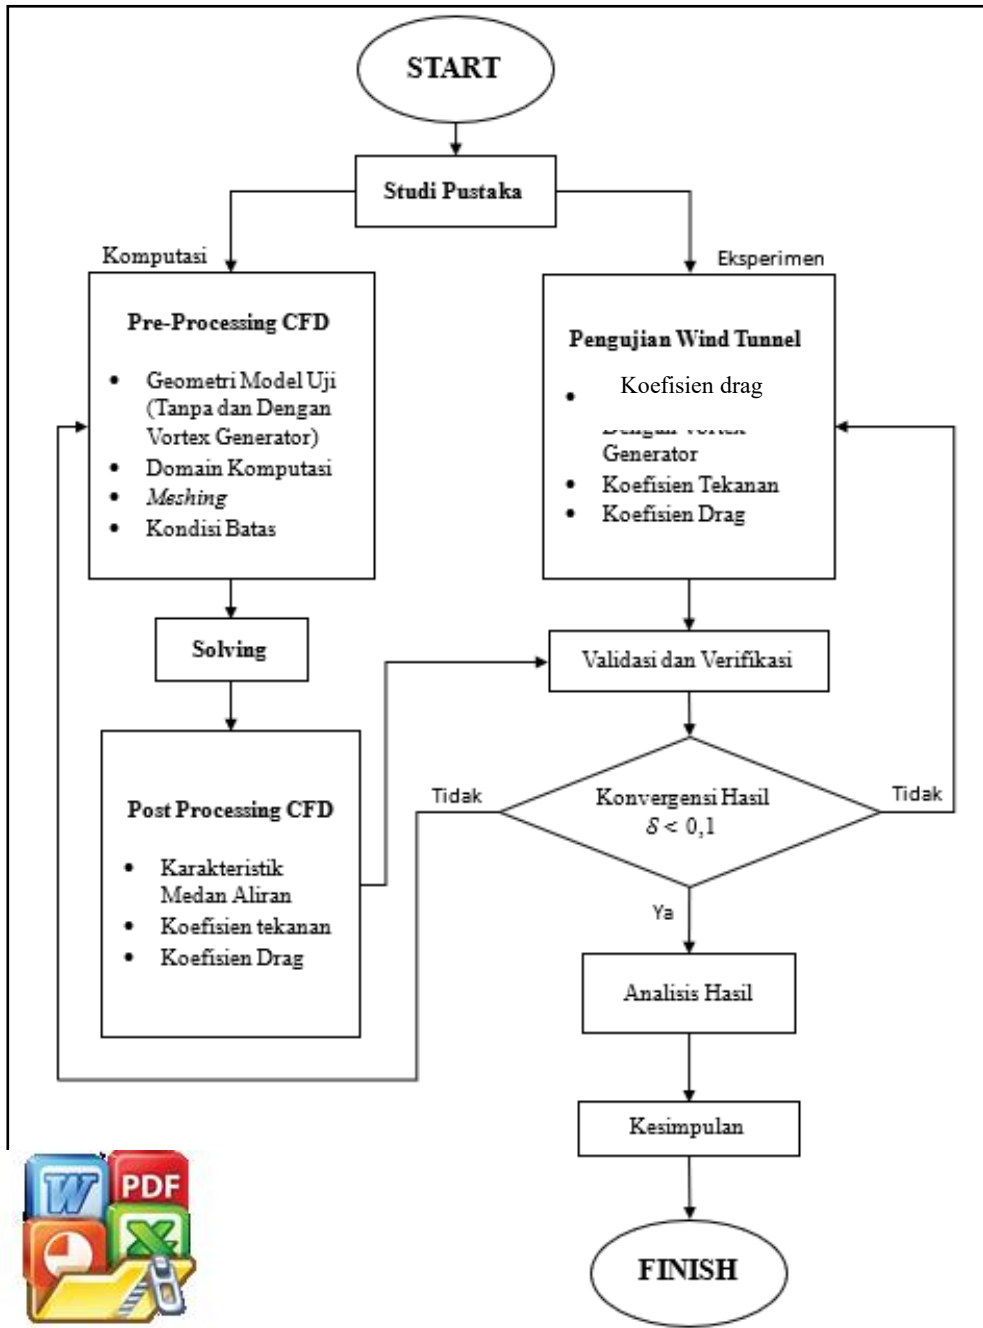 START
Studi Pustaka
Komputasi
Eksperimen
Pre-Processing CFD
Geometri Model Uji
(Tanpa dan Dengan
Vortex Generator)
Domain Komputasi
Meshing
Kondisi Batas
Solving
Post Processing CFD
Karakteristik
Medan Aliran
Koefisien tekanan
Koefisien Drag
Pengujian Wind Tunnel
Koefisien drag
Generator
Koefisien Tekanan
Koefisien Drag
Validasi dan Verifikasi
Konvergensi Hasil
δ < 0,1
Tidak
Tidak
Ya
Analisis Hasil
Kesimpulan
FINISH
W
PDF
X